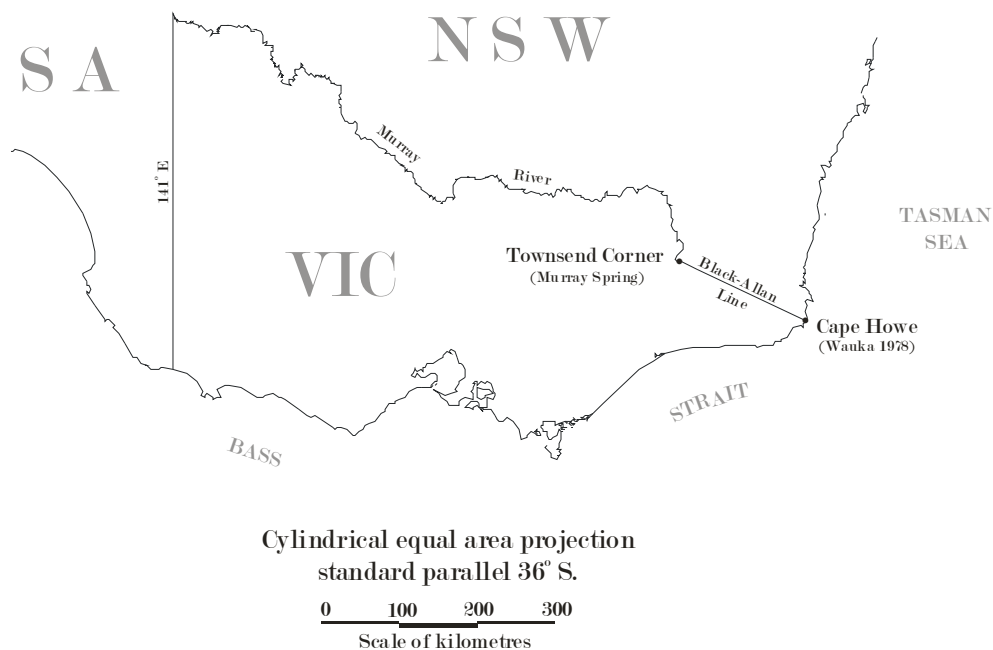 N S W
S A
Murray
141° E
River
TASMAN
SEA
Townsend Corner
(Murray Spring)
Black-Allan
Line
VIC
Cape Howe
(Wauka 1978)
STRAIT
BASS
Cylindrical equal area projection
standard parallel 36° S.
0 100 200 300
Scale of kilometres